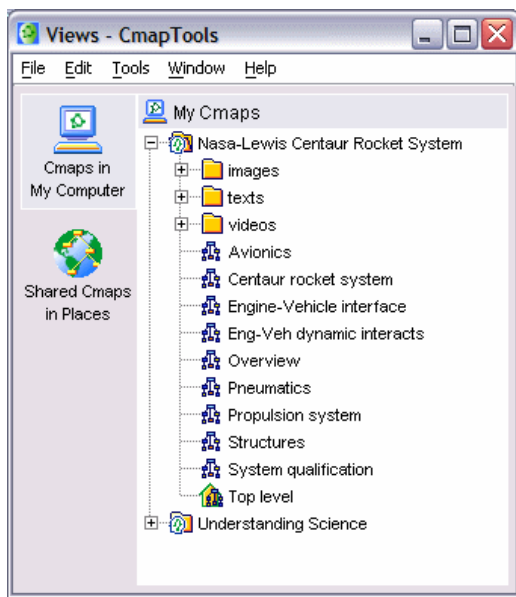 Views - CmapTools
File Edit Tools Window Help
Cmaps in
My Computer
Shared Cmaps
in Places
My Cmaps
Nasa-Lewis Centaur Rocket System
images
texts
videos
Avionics
Centaur rocket system
Engine-Vehicle interface
Eng-Veh dynamic interacts
Overview
Pneumatics
Propulsion system
Structures
System qualification
Top level
Understanding Science